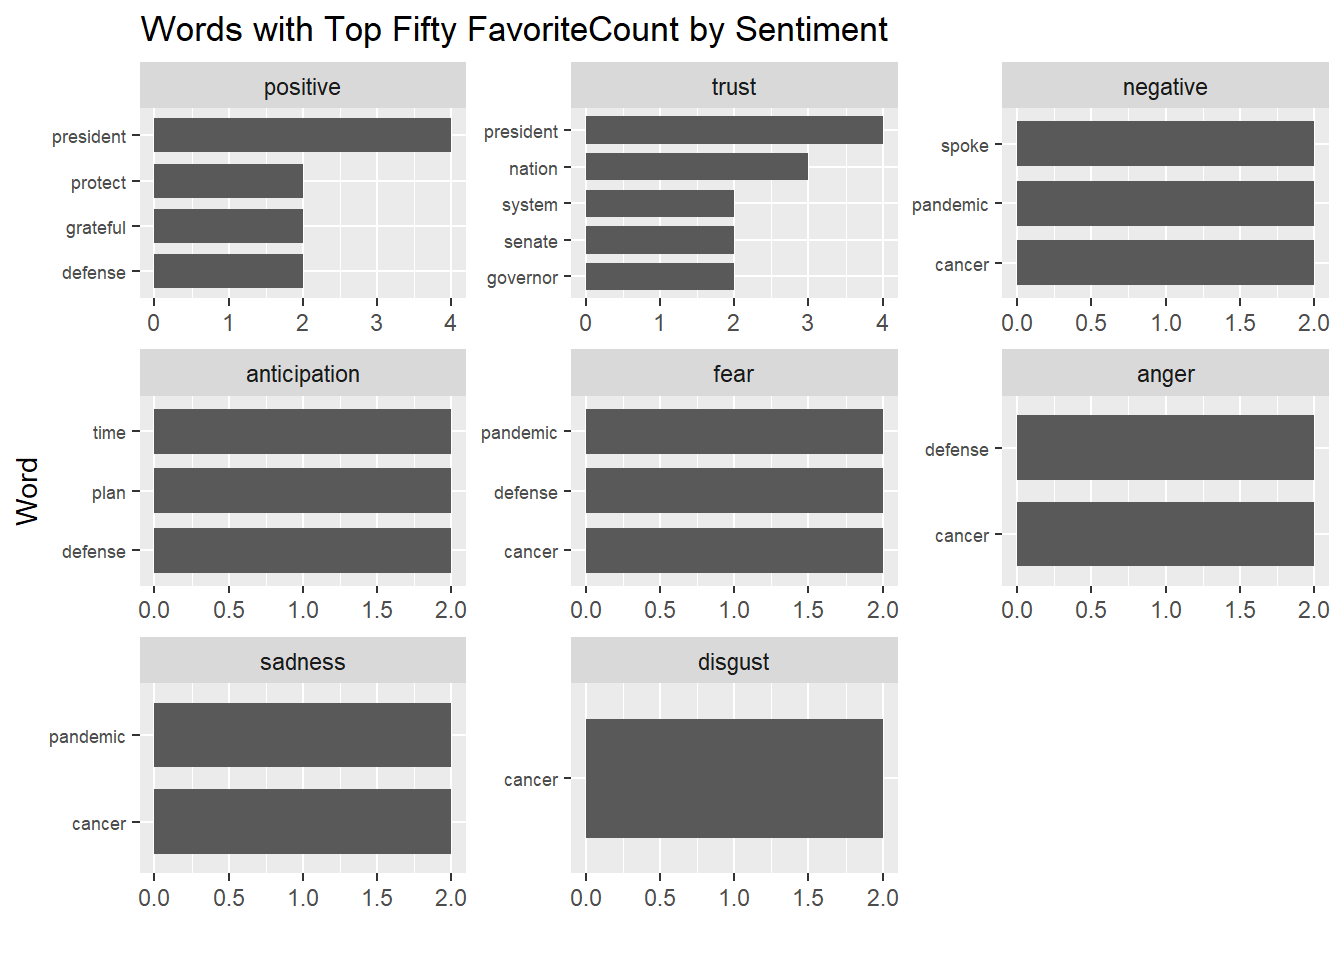 Words with Top Fifty FavoriteCount by Sentiment
positive
president
protect
grateful
defense
0 1 2 3 4
trust
president
nation
system
senate
governor
0 1 2 3 4
negative
spoke
pandemic
cancer
0.0 0.5 1.0 1.5 2.0
Word
anticipation
time
plan
defense
0.0 0.5 1.0 1.5 2.0
fear
pandemic
defense
cancer
0.0 0.5 1.0 1.5 2.0
anger
defense
cancer
0.0 0.5 1.0 1.5 2.0
sadness
pandemic
cancer
0.0 0.5 1.0 1.5 2.0
disgust
cancer
0.0 0.5 1.0 1.5 2.0